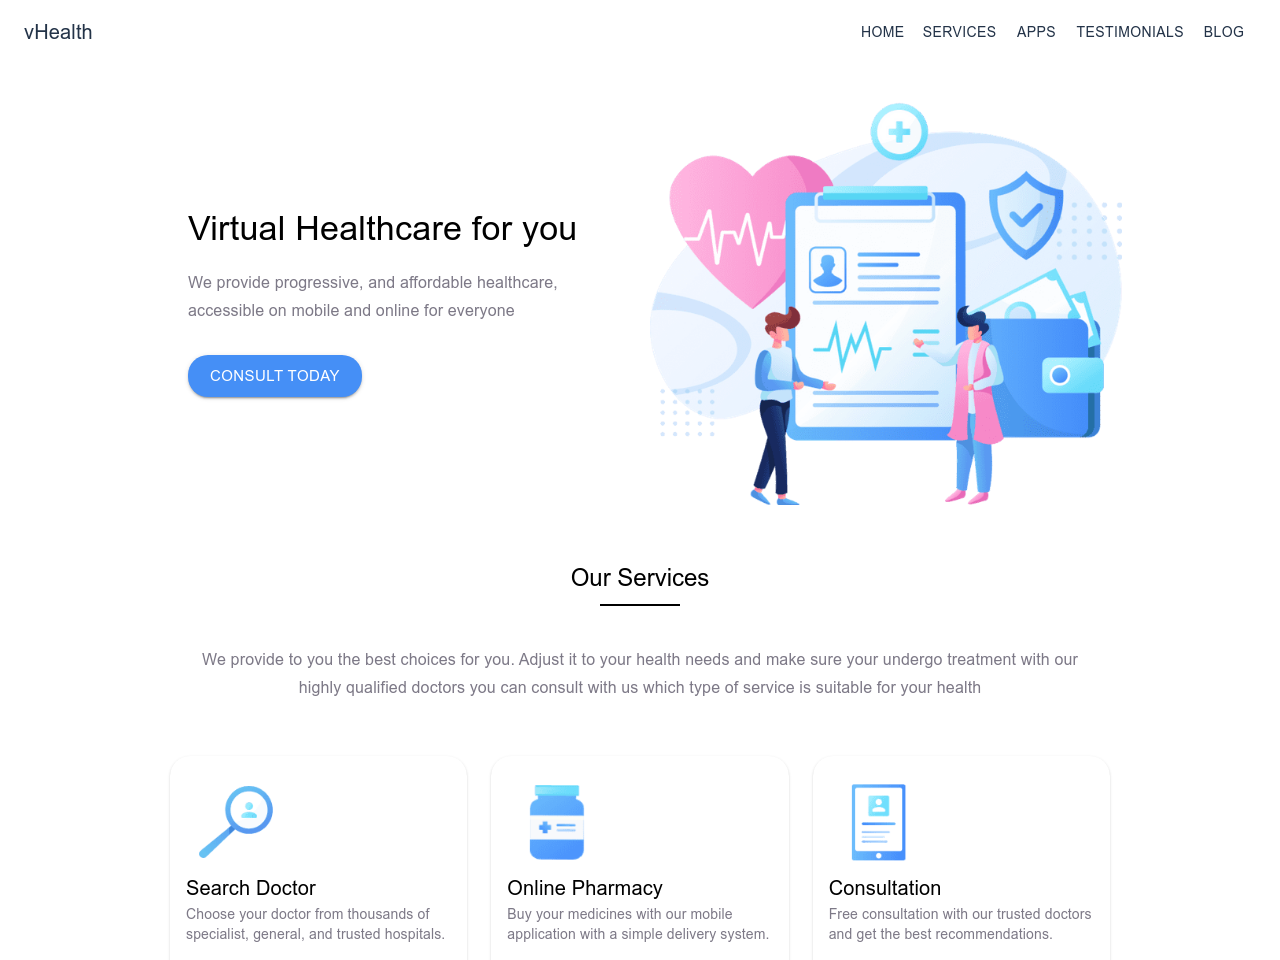 vHealth
HOME SERVICES APPS TESTIMONIALS BLOG
Virtual Healthcare for you
We provide progressive, and affordable healthcare,
accessible on mobile and online for everyone
CONSULT TODAY
Our Services
We provide to you the best choices for you. Adjust it to your health needs and make sure your undergo treatment with our
highly qualified doctors you can consult with us which type of service is suitable for your health
Search Doctor
Choose your doctor from thousands of
specialist, general, and trusted hospitals.
Online Pharmacy
Buy your medicines with our mobile
application with a simple delivery system.
Consultation
Free consultation with our trusted doctors
and get the best recommendations.